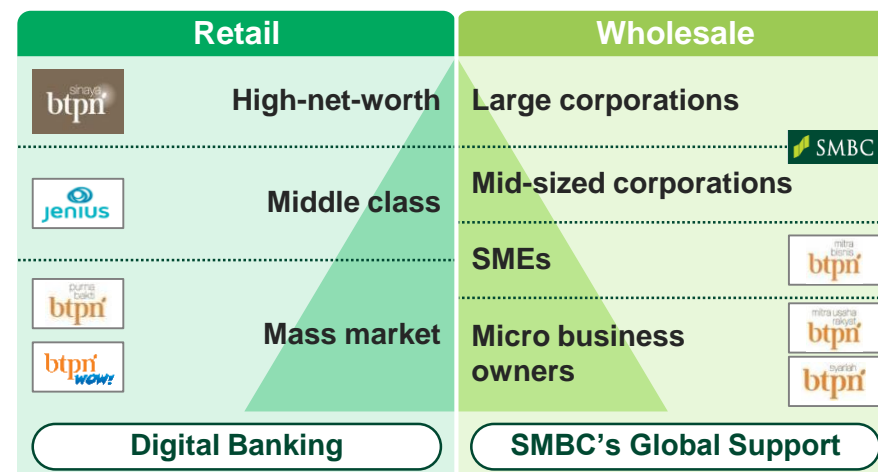 Retail
Wholesale
sinaya
btpn
High-net-worth
Large corporations
SMBC
Jenius
Middle class
Mid-sized corporations
SMEs
mitra
bisnis
btpn
purna
bakti
btpn
Mass market
btpn
wow!
Micro business
owners
mitra usaha
rakyat
btpn
syariah
btpn
Digital Banking
SMBC's Global Support